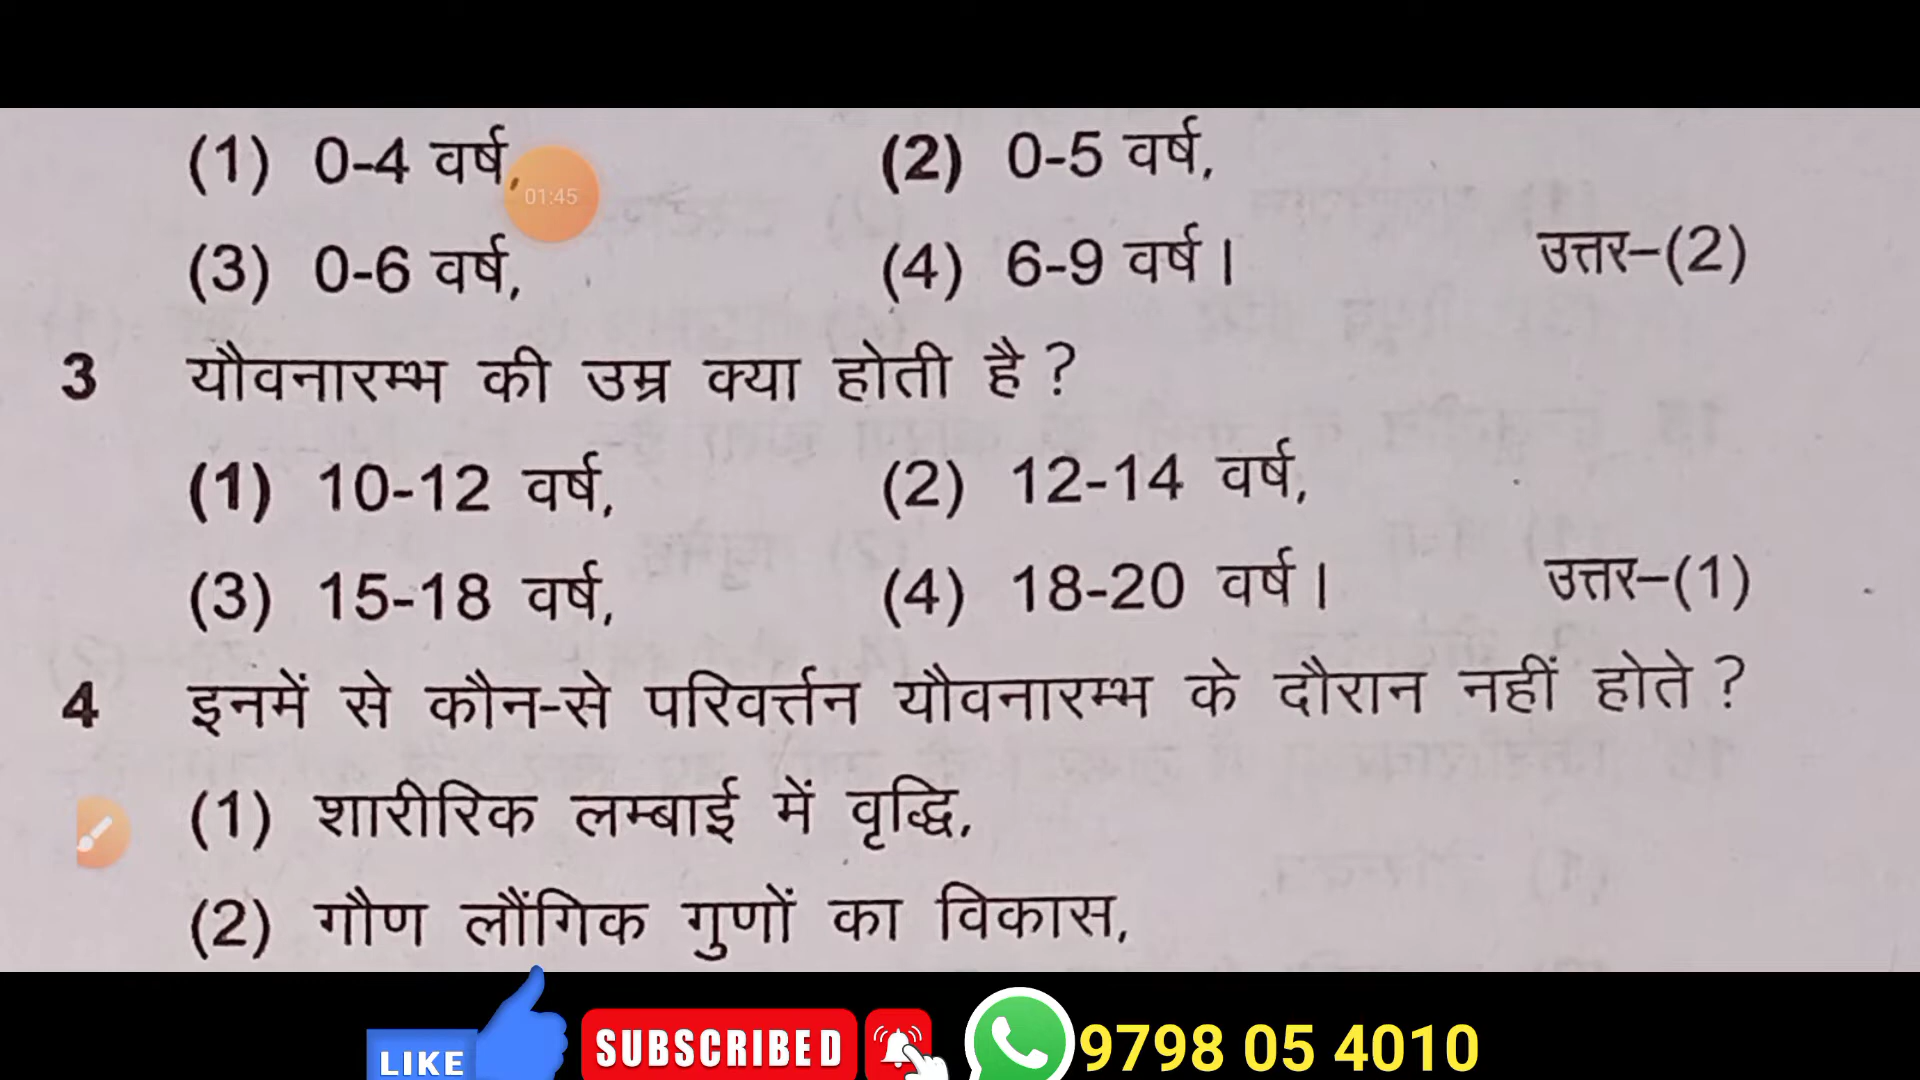 (1) 0-4 वर्ष, (2) 0-5 वर्ष,
01:45
(3) 0-6 वर्ष, (4) 6-9 वर्ष। उत्तर–(2)
3 यौवनारम्भ की उम्र क्या होती है ?
(1) 10-12 वर्ष, (2) 12-14 वर्ष,
(3) 15-18 वर्ष, (4) 18-20 वर्ष। उत्तर–(1)
4 इनमें से कौन-से परिवर्त्तन यौवनारम्भ के दौरान नहीं होते ?
(1) शारीरिक लम्बाई में वृद्धि,
(2) गौण लौंगिक गुणों का विकास,
LIKE SUBSCRIBED 9798 05 4010